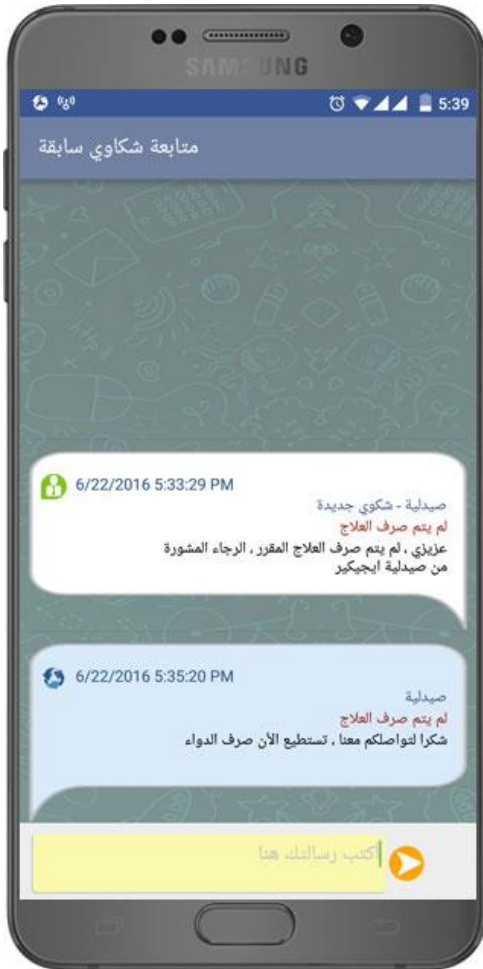 SAMSUNG
5:39
متابعة شكاوي سابقة
6/22/2016 5:33:29 PM
صيدلية - شكوي جديدة
لم يتم صرف العلاج
عزيزي ، لم يتم صرف العلاج المقرر ، الرجاء المشورة
من صيدلية ايجيكير
6/22/2016 5:35:20 PM
صيدلية
لم يتم صرف العلاج
شكرا لتواصلكم معنا ، تستطيع الأن صرف الدواء
أكتب رسالتك هنا